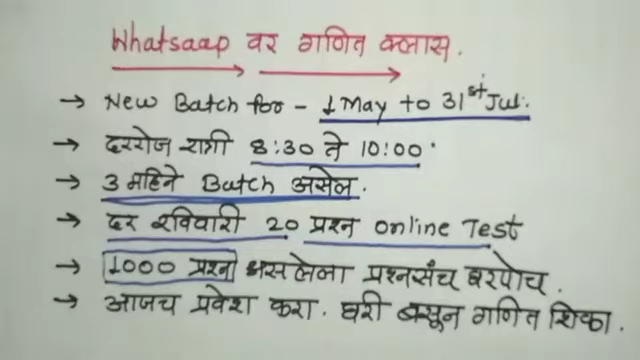 Whatsaap वर गणित क्लास.
→ New Batch for - 1 May to 31st Jul.
→ दररोज रात्री 8:30 ते 10:00
→ 3 महिने Batch असेल.
→ दर रविवारी 20 प्रश्न online Test
→ 1000 प्रश्न असलेला प्रश्नसंच घरपोच.
→ आजच प्रवेश करा. घरी बसून गणित शिका.